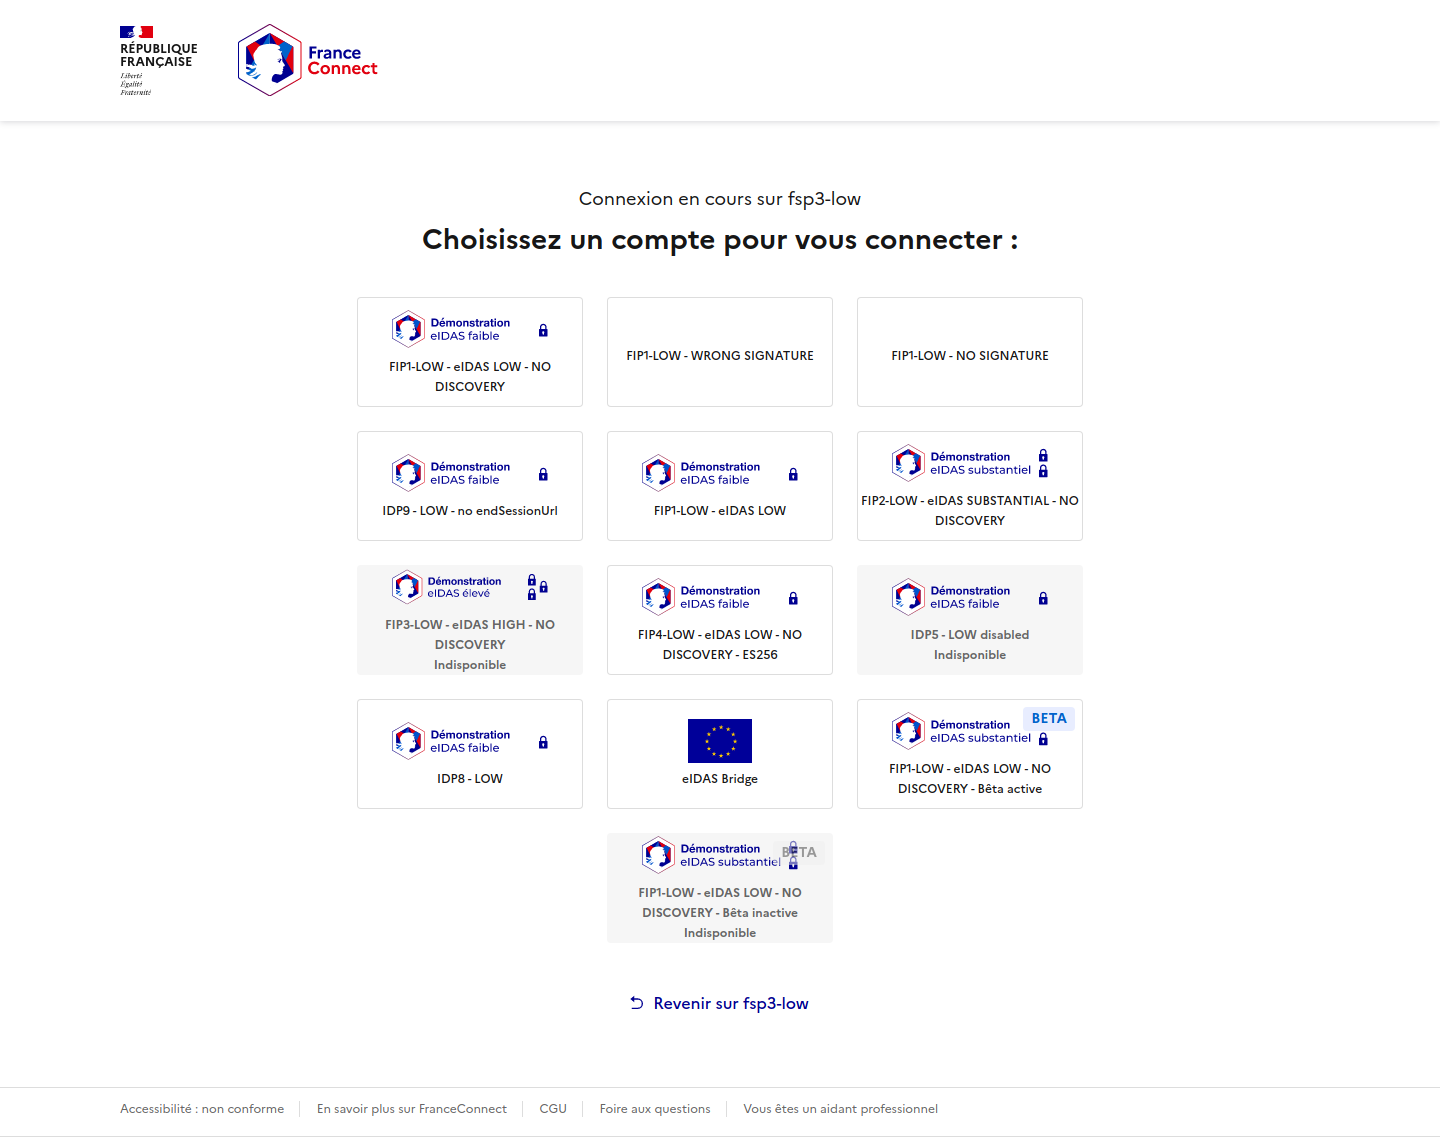 RÉPUBLIQUE
FRANÇAISE
Liberté
Égalité
Fraternité
France
Connect
Connexion en cours sur fsp3-low
Choisissez un compte pour vous connecter :
Démonstration
eIDAS faible
FIP1-LOW - eIDAS LOW - NO
DISCOVERY
FIP1-LOW - WRONG SIGNATURE
FIP1-LOW - NO SIGNATURE
Démonstration
eIDAS faible
IDP9 - LOW - no endSessionUrl
Démonstration
eIDAS faible
FIP1-LOW - eIDAS LOW
Démonstration
eIDAS substantiel
FIP2-LOW - eIDAS SUBSTANTIAL - NO
DISCOVERY
Démonstration
eIDAS élevé
FIP3-LOW - eIDAS HIGH - NO
DISCOVERY
Indisponible
Démonstration
eIDAS faible
FIP4-LOW - eIDAS LOW - NO
DISCOVERY - ES256
Démonstration
eIDAS faible
IDP5 - LOW disabled
Indisponible
Démonstration
eIDAS faible
IDP8 - LOW
eIDAS Bridge
BETA
Démonstration
eIDAS substantiel
FIP1-LOW - eIDAS LOW - NO
DISCOVERY - Bêta active
BETA
Démonstration
eIDAS substantiel
FIP1-LOW - eIDAS LOW - NO
DISCOVERY - Bêta inactive
Indisponible
Revenir sur fsp3-low
Accessibilité : non conforme
En savoir plus sur FranceConnect
CGU
Foire aux questions
Vous êtes un aidant professionnel